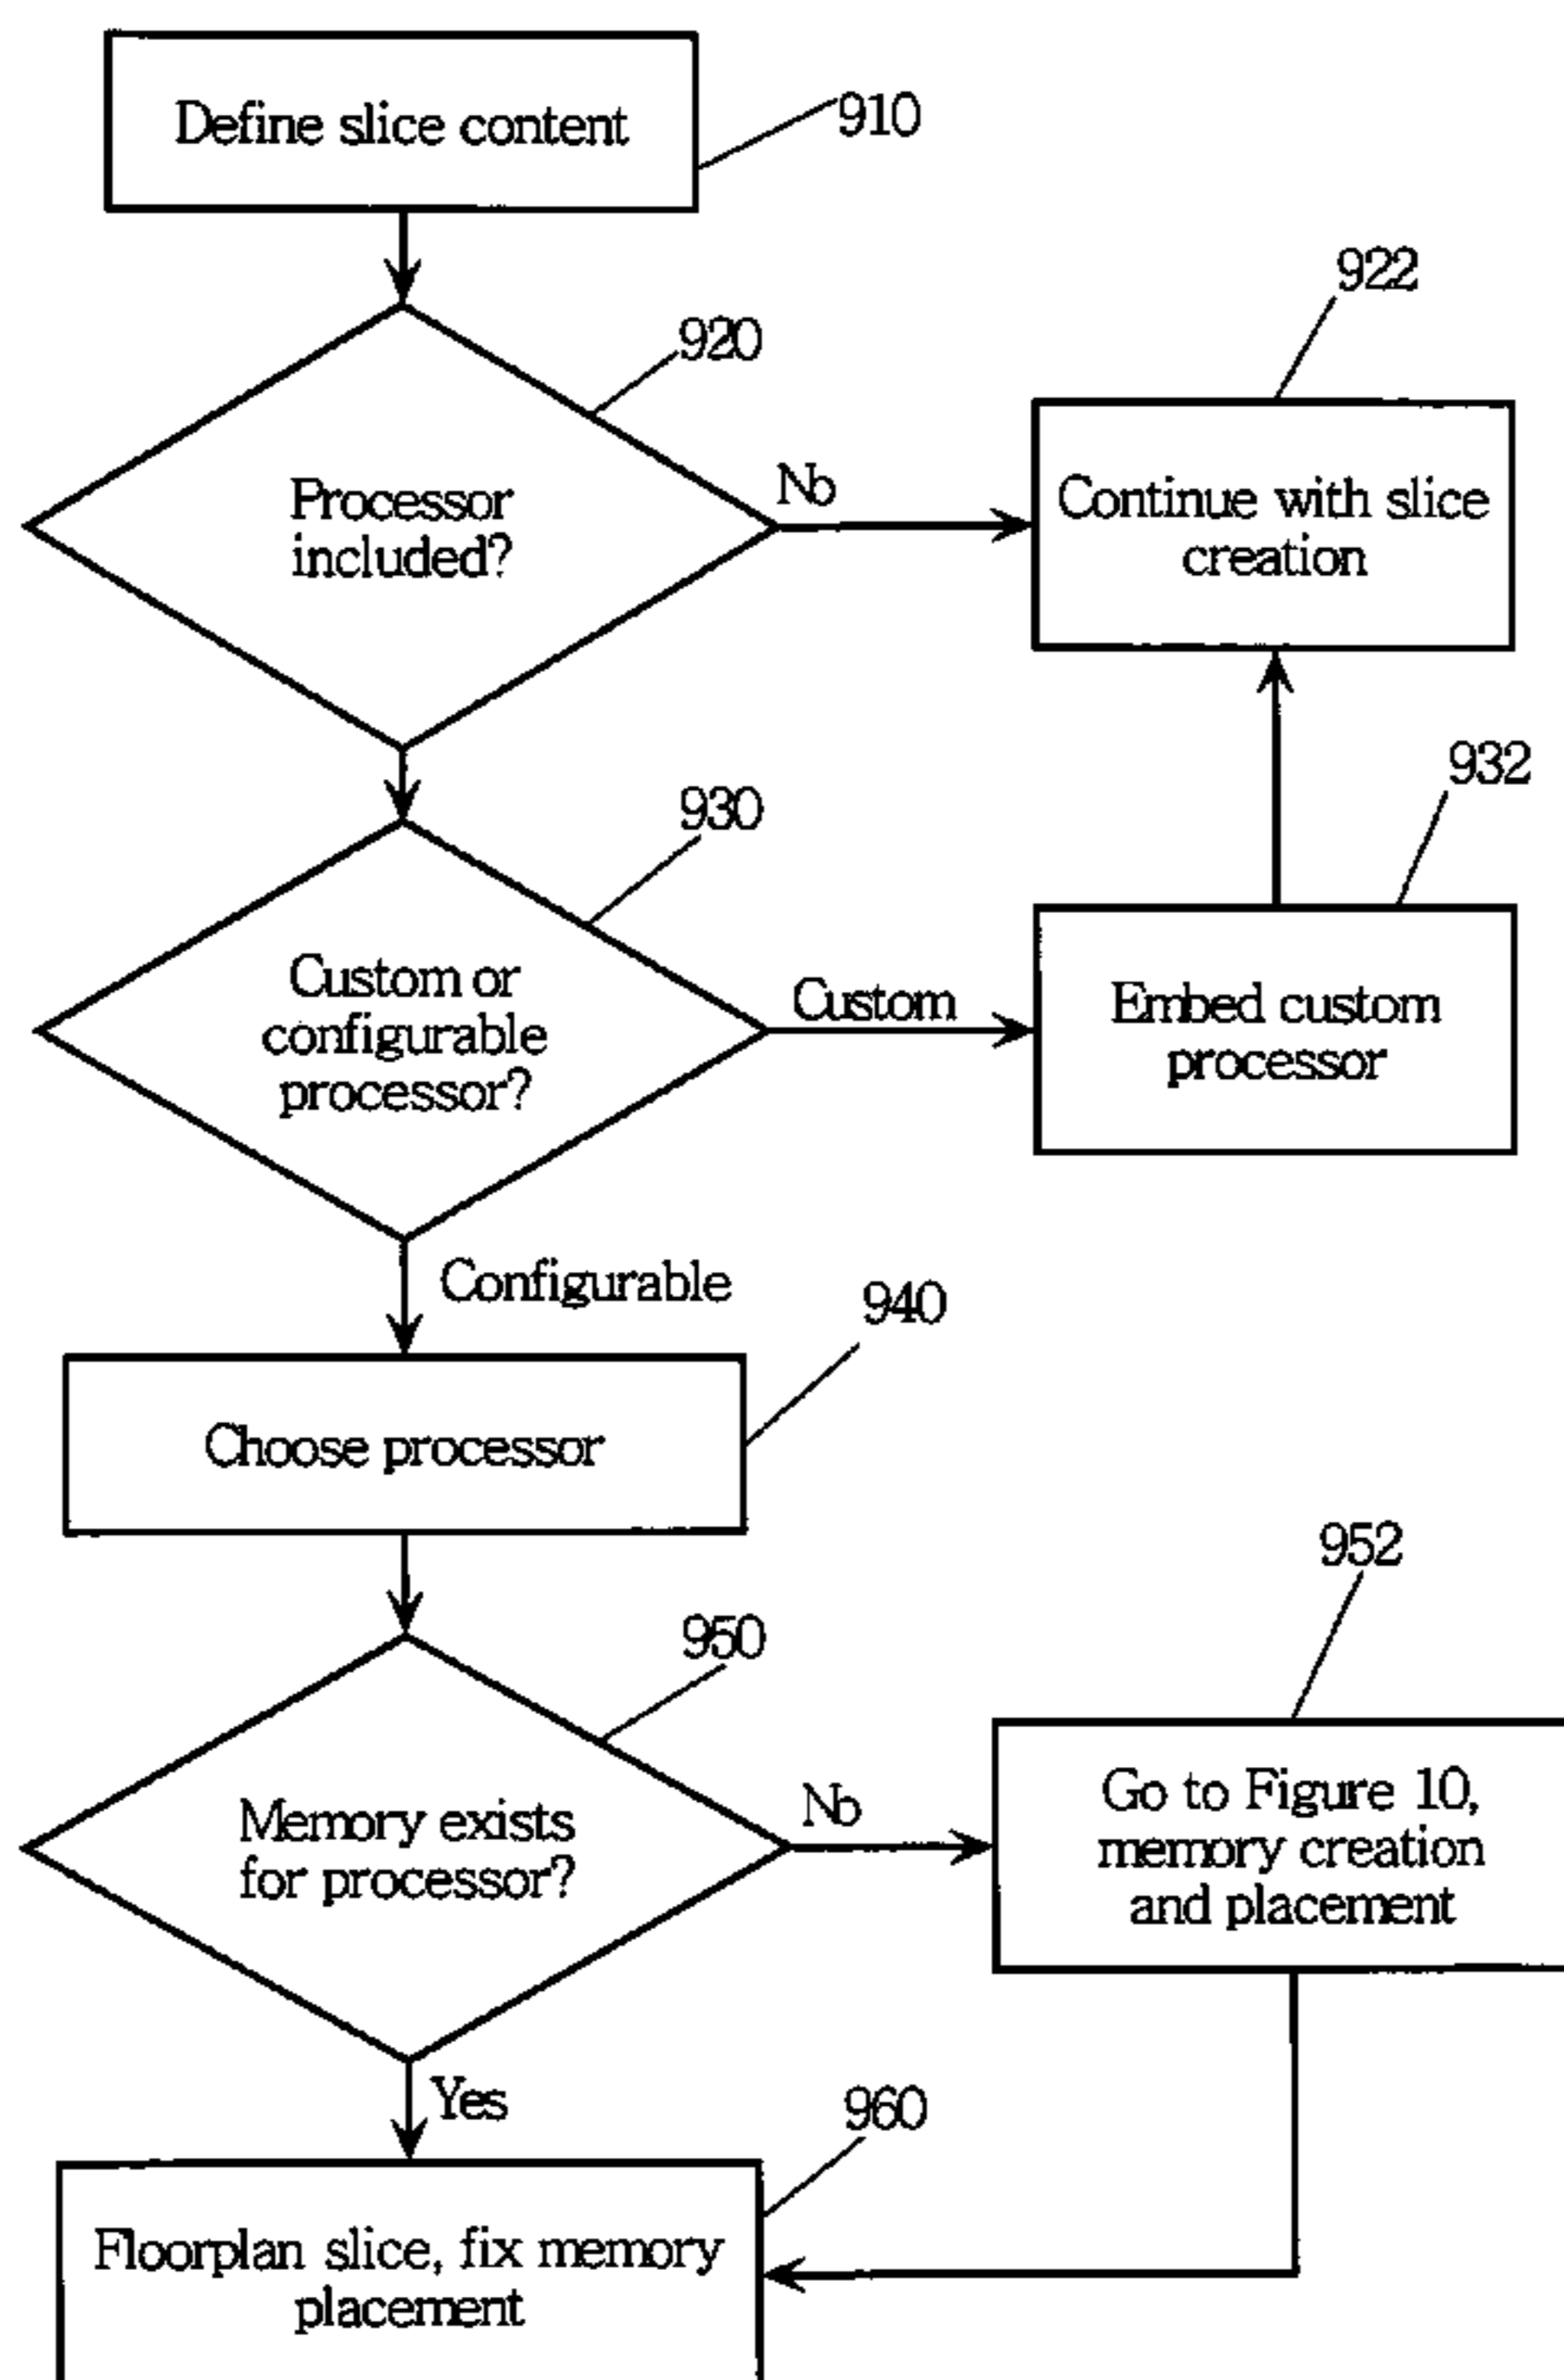 Define slice content
910
920
922
Processor
included?
No
Continue with slice
creation
930
932
Custom or
configurable
processor?
Custom
Embed custom
processor
Configurable
940
Choose processor
950
952
Memory exists
for processor?
No
Go to Figure 10,
memory creation
and placement
Yes
960
Floorplan slice, fix memory
placement